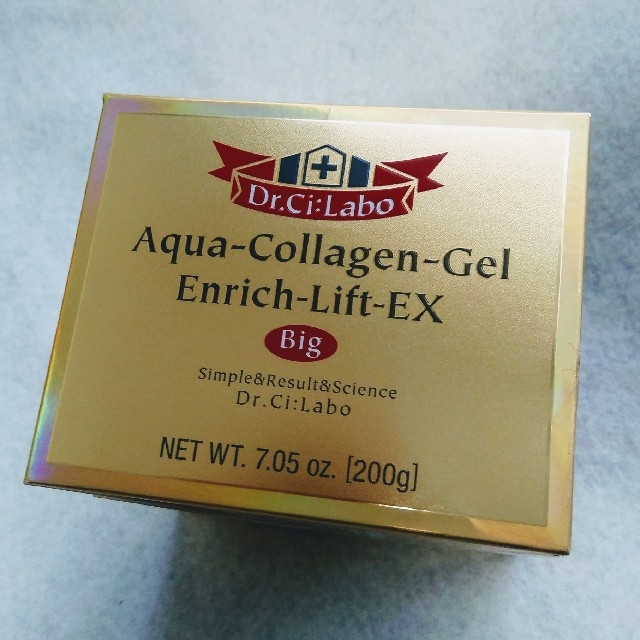 Dr.Ci:Labo
Aqua-Collagen-Gel
Enrich-Lift-EX
Big
Simple&Result&Science
Dr.Ci:Labo
NET WT. 7.05 oz. [200g]